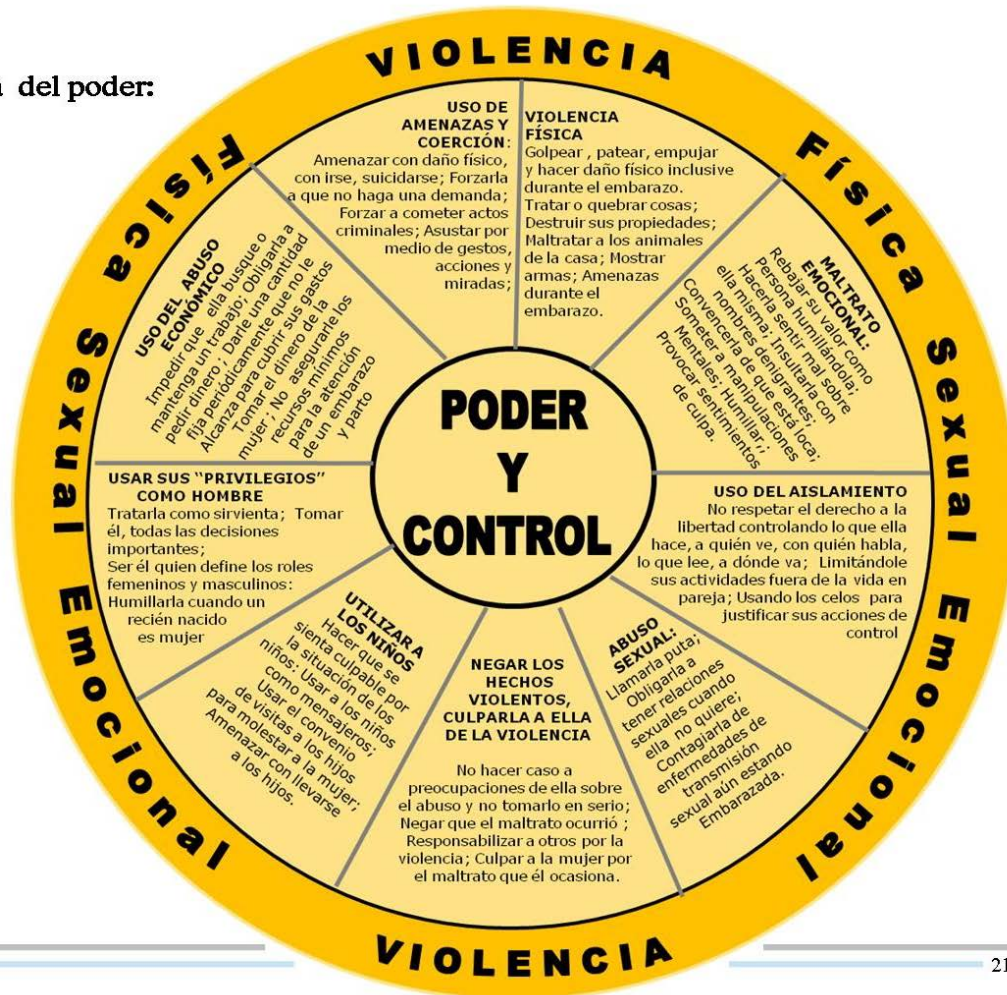 del poder:
VIOLENCIA
Física Sexual Emocional
VIOLENCIA
Física Sexual Emocional
PODER
Y
CONTROL
USO DE
AMENAZAS Y
COERCIÓN:
Amenazar con daño físico,
con irse, suicidarse; Forzarla
a que no haga una demanda;
Forzar a cometer actos
criminales; Asustar por
medio de gestos,
acciones y
miradas;
VIOLENCIA
FÍSICA
Golpear , patear, empujar
y hacer daño físico inclusive
durante el embarazo.
Tratar o quebrar cosas;
Destruir sus propiedades;
Maltratar a los animales
de la casa; Mostrar
armas; Amenazas
durante el
embarazo.
MALTRATO
EMOCIONAL:
Rebajar su valor como
Persona humillándola;
Hacerla sentir mal sobre
ella misma; Insultarla con
nombres denigrantes;
Convencerla de que está loca;
Someter a manipulaciones
Mentales; Humillar,;
Provocar sentimientos
de culpa.
USO DEL AISLAMIENTO
No respetar el derecho a la
libertad controlando lo que ella
hace, a quién ve, con quién habla,
lo que lee, a dónde va; Limitándole
sus actividades fuera de la vida en
pareja; Usando los celos para
justificar sus acciones de
control
ABUSO
SEXUAL:
Llamarla puta;
Obligarla a
tener relaciones
sexuales cuando
ella no quiere;
Contagiarla de
enfermedades de
transmisión
sexual aún estando
Embarazada.
NEGAR LOS
HECHOS
VIOLENTOS,
CULPARLA A ELLA
DE LA VIOLENCIA
No hacer caso a
preocupaciones de ella sobre
el abuso y no tomarlo en serio;
Negar que el maltrato ocurrió ;
Responsabilizar a otros por la
violencia; Culpar a la mujer por
el maltrato que él ocasiona.
UTILIZAR A
LOS NIÑOS
Hacer que se
sienta culpable por
la situación de los
niños; Usar a los niños
como mensajeros;
Usar el convenio
de visitas a los hijos
para molestar a la mujer;
Amenazar con llevarse
a los hijos.
USAR SUS “PRIVILEGIOS”
COMO HOMBRE
Tratarla como sirvienta; Tomar
él, todas las decisiones
importantes;
Ser él quien define los roles
femeninos y masculinos:
Humillarla cuando un
recién nacido
es mujer
USO DEL ABUSO
ECONÓMICO
Impedir que ella busque o
mantenga un trabajo; Obligarla a
pedir dinero ; Darle una cantidad
fija periódicamente que no le
Alcanza para cubrir sus gastos
Tomar el dinero de la
mujer ; No asegurarle los
recursos mínimos
para la atención
de un embarazo
y parto
21